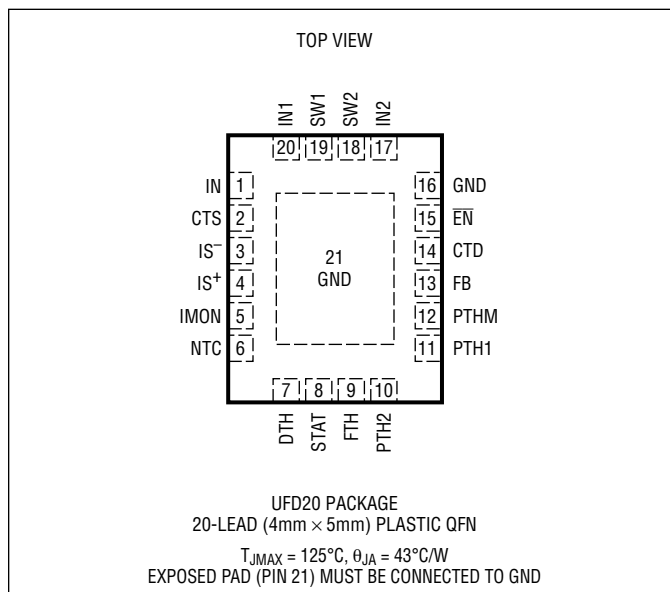 TOP VIEW
IN1 SW1 SW2 IN2
20 19 18 17
IN 1 16 GND
CTS 2 15 E̅N̅
IS⁻ 3 14 CTD
IS⁺ 4 13 FB
IMON 5 12 PTHM
NTC 6 11 PTH1
21
GND
7 8 9 10
DTH STAT FTH PTH2
UFD20 PACKAGE
20-LEAD (4mm × 5mm) PLASTIC QFN
TJMAX = 125°C, θJA = 43°C/W
EXPOSED PAD (PIN 21) MUST BE CONNECTED TO GND